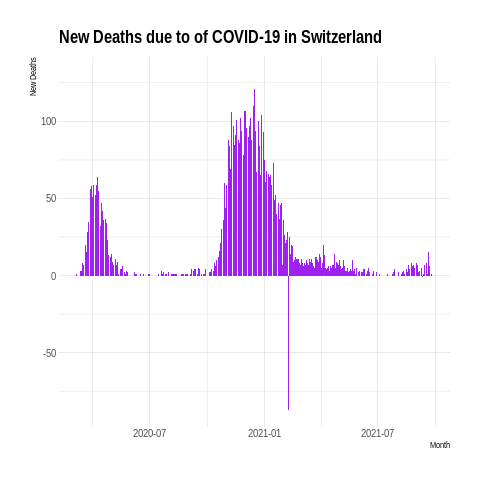 New Deaths due to of COVID-19 in Switzerland
New Deaths
100
50
0
-50
2020-07
2021-01
2021-07
Month